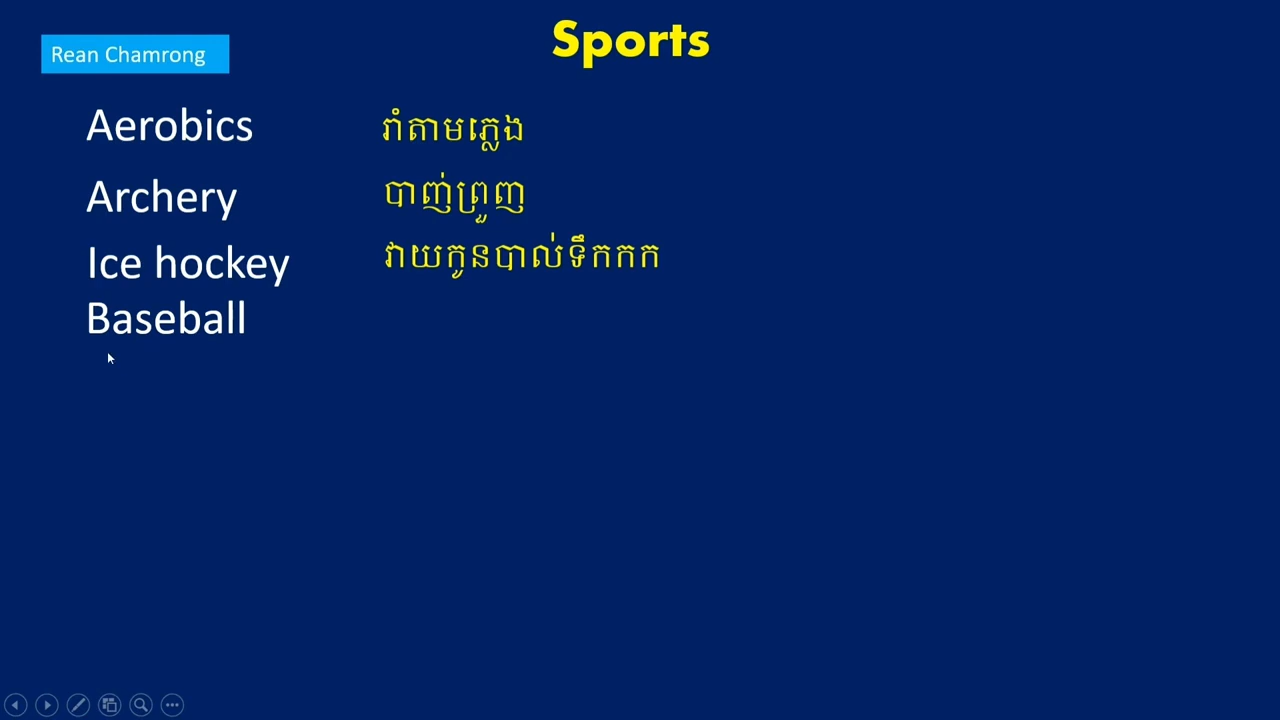 Sports
Rean Chamrong
Aerobics រាំតាមភ្លេង
Archery បាញ់ព្រួញ
Ice hockey វាយកូនបាល់ទឹកកក
Baseball